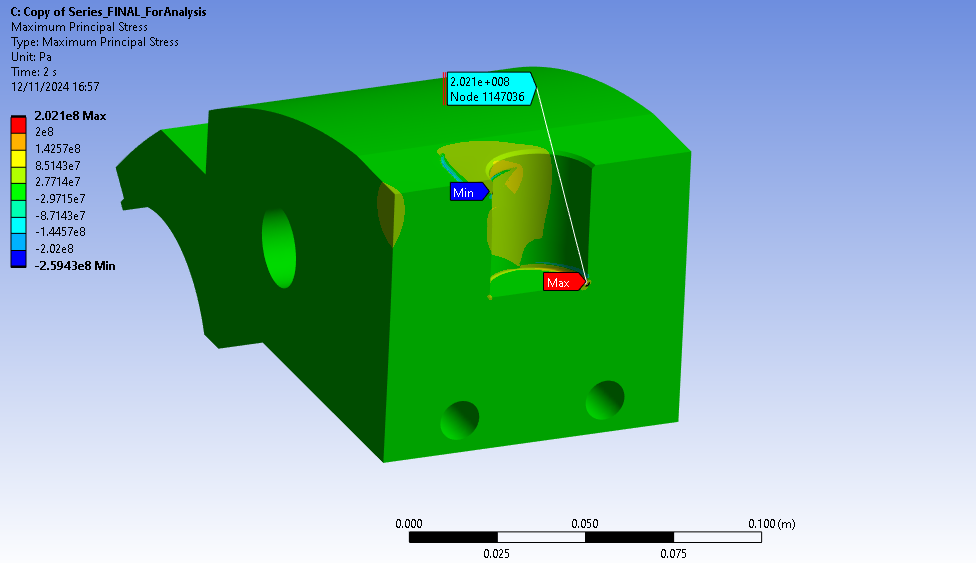 C: Copy of Series_FINAL_ForAnalysis
Maximum Principal Stress
Type: Maximum Principal Stress
Unit: Pa
Time: 2 s
12/11/2024 16:57
2.021e8 Max
2e8
1.4257e8
8.5143e7
2.7714e7
-2.9715e7
-8.7143e7
-1.4457e8
-2.02e8
-2.5943e8 Min
2.021e+008
Node 1147036
Min
Max
0.000
0.050
0.100 (m)
0.025
0.075